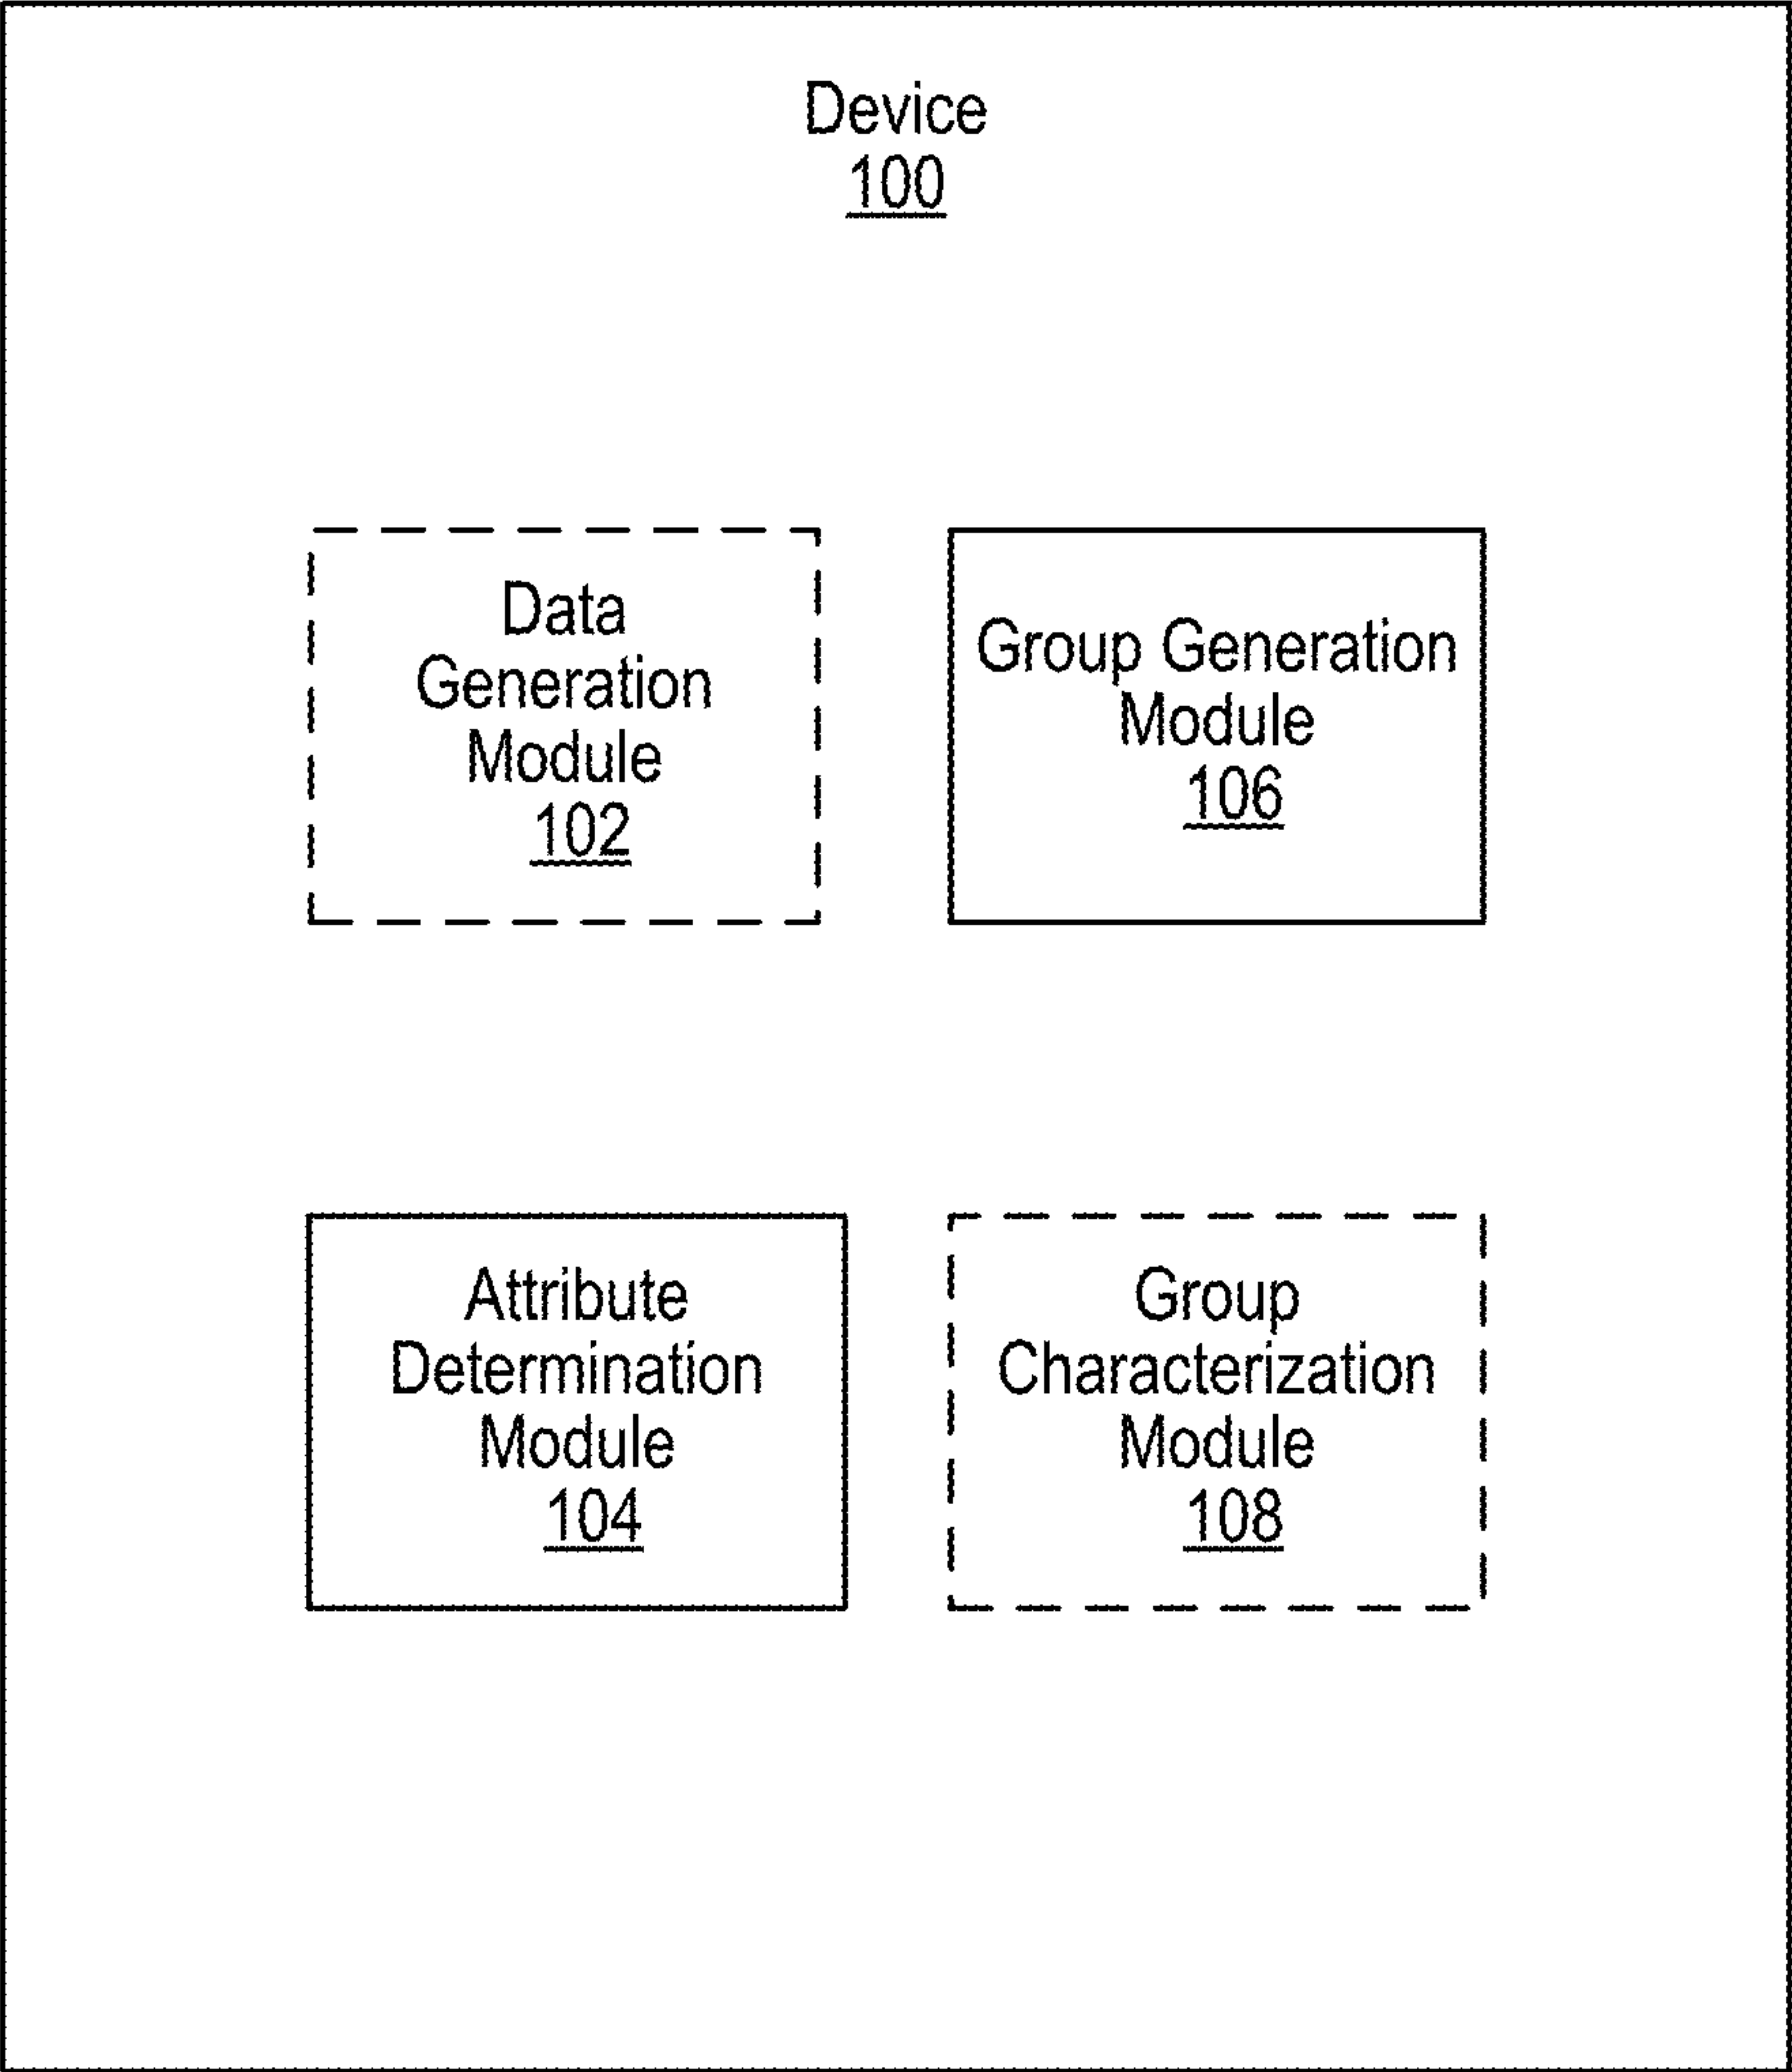 Device
100
Data
Generation
Module
102
Group Generation
Module
106
Attribute
Determination
Module
104
Group
Characterization
Module
108